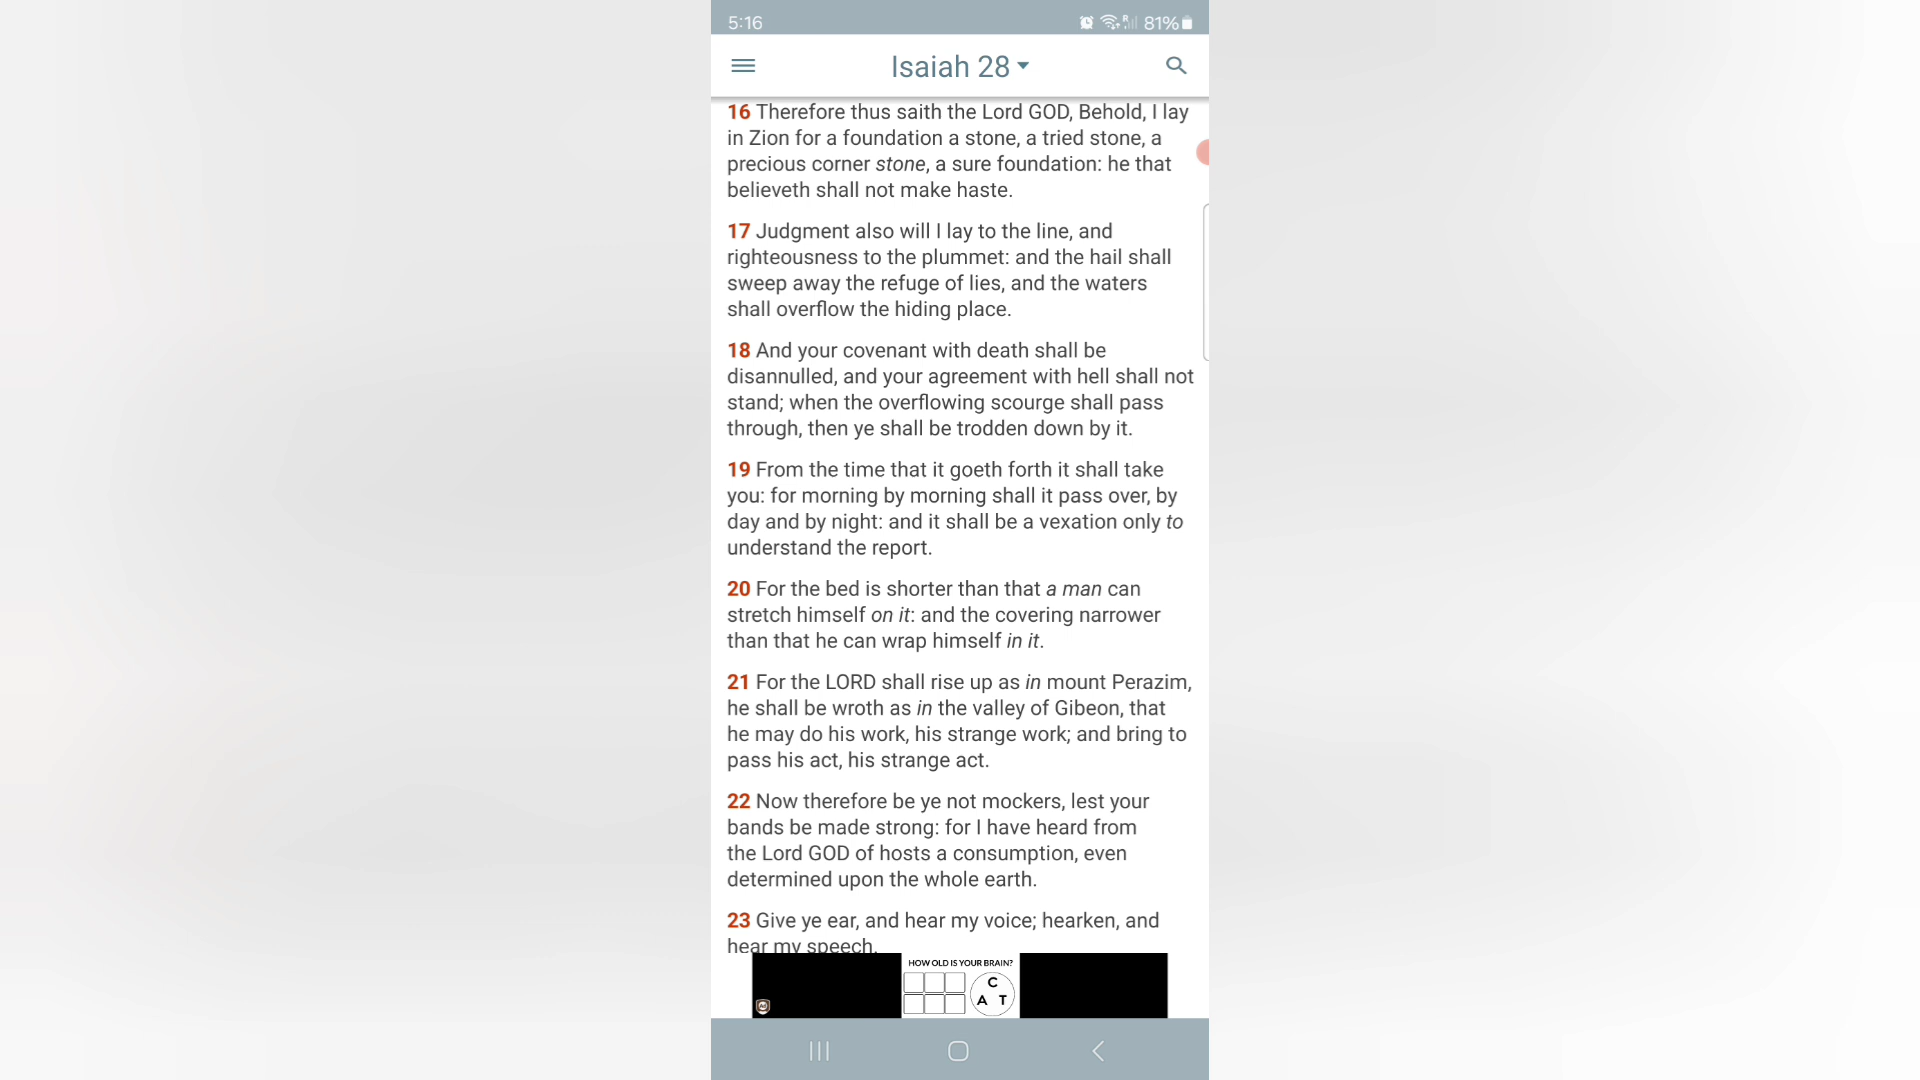 5:16
81%
Isaiah 28
16 Therefore thus saith the Lord GOD, Behold, I lay
in Zion for a foundation a stone, a tried stone, a
precious corner stone, a sure foundation: he that
believeth shall not make haste.
17 Judgment also will I lay to the line, and
righteousness to the plummet: and the hail shall
sweep away the refuge of lies, and the waters
shall overflow the hiding place.
18 And your covenant with death shall be
disannulled, and your agreement with hell shall not
stand; when the overflowing scourge shall pass
through, then ye shall be trodden down by it.
19 From the time that it goeth forth it shall take
you: for morning by morning shall it pass over, by
day and by night: and it shall be a vexation only to
understand the report.
20 For the bed is shorter than that a man can
stretch himself on it: and the covering narrower
than that he can wrap himself in it.
21 For the LORD shall rise up as in mount Perazim,
he shall be wroth as in the valley of Gibeon, that
he may do his work, his strange work; and bring to
pass his act, his strange act.
22 Now therefore be ye not mockers, lest your
bands be made strong: for I have heard from
the Lord GOD of hosts a consumption, even
determined upon the whole earth.
23 Give ye ear, and hear my voice; hearken, and
hear my speech.
HOW OLD IS YOUR BRAIN?
C
A T